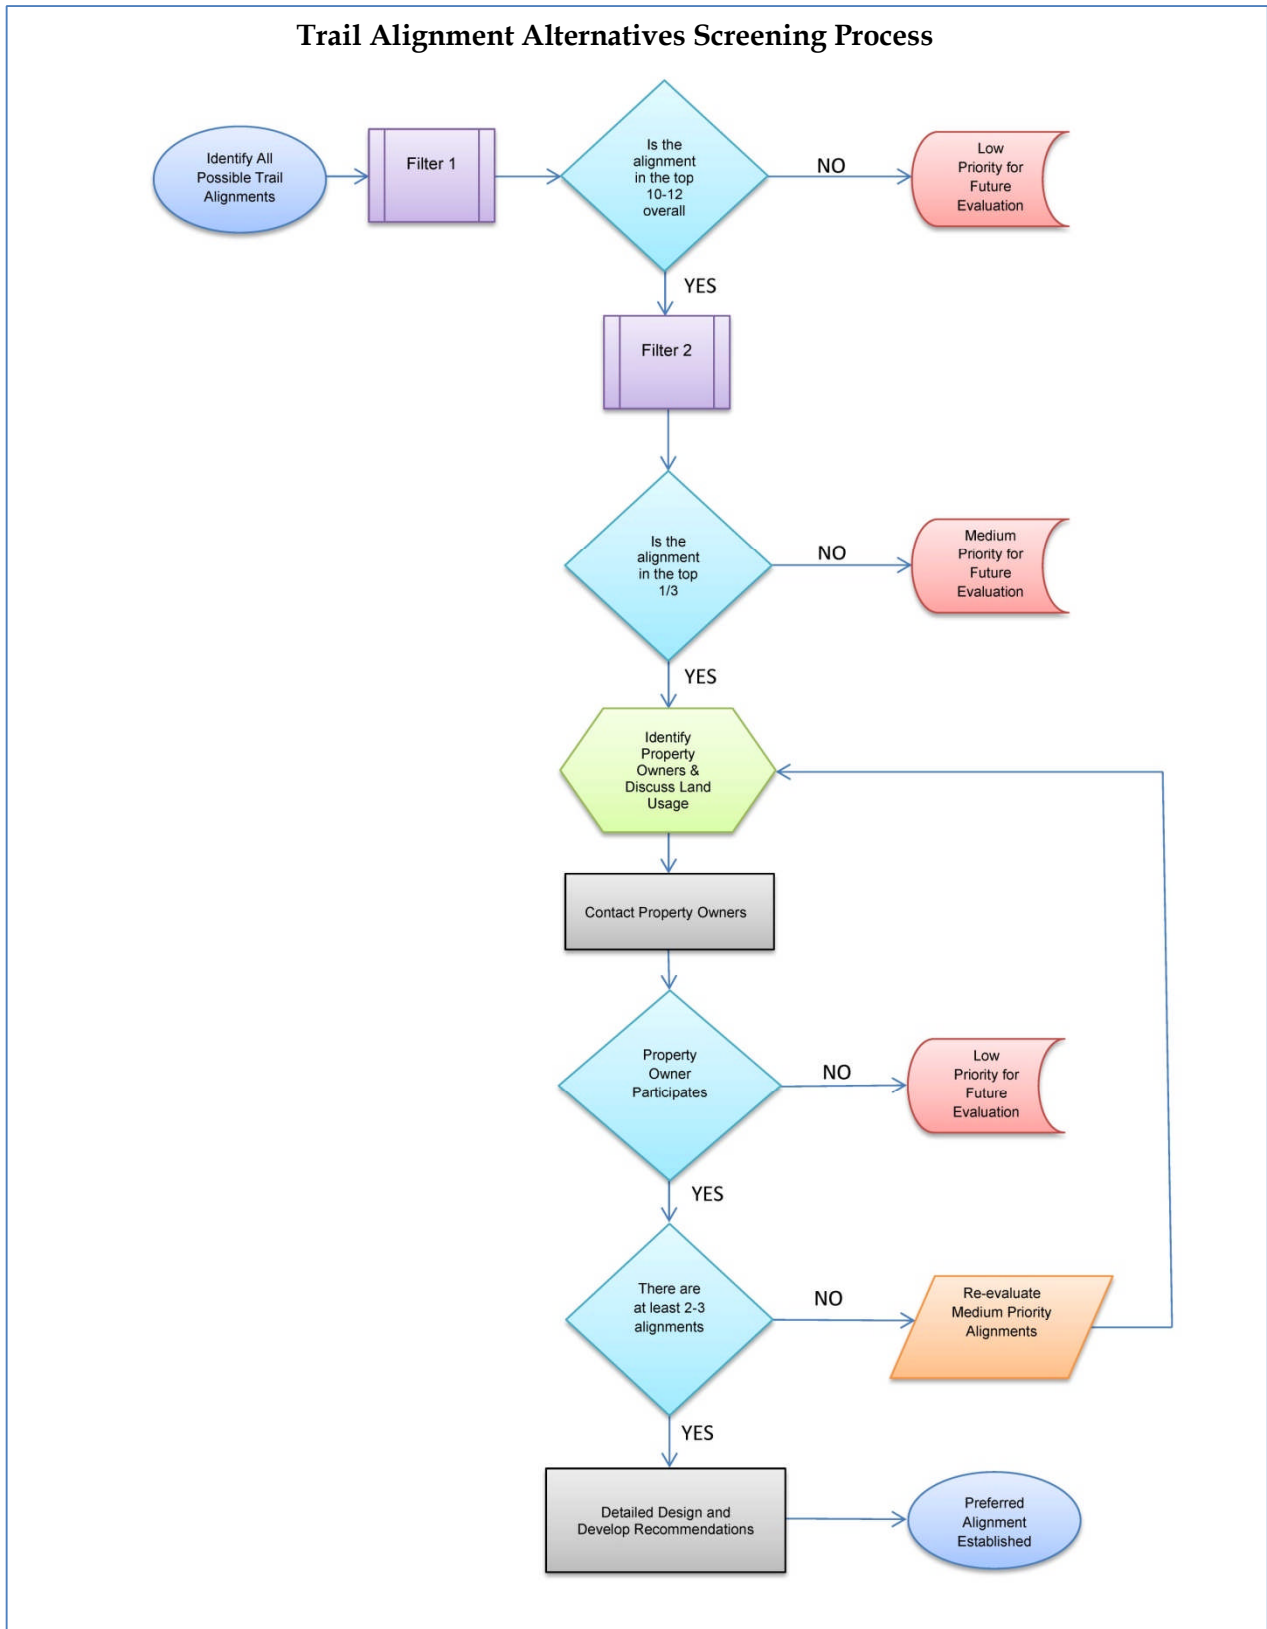 Trail Alignment Alternatives Screening Process
Identify All
Possible Trail
Alignments
Filter 1
Is the
alignment
in the top
10-12
overall
NO
Low
Priority for
Future
Evaluation
YES
Filter 2
Is the
alignment
in the top
1/3
NO
Medium
Priority for
Future
Evaluation
YES
Identify
Property
Owners &
Discuss Land
Usage
Contact Property Owners
Property
Owner
Participates
NO
Low
Priority for
Future
Evaluation
YES
There are
at least 2-3
alignments
NO
Re-evaluate
Medium Priority
Alignments
YES
Detailed Design and
Develop Recommendations
Preferred
Alignment
Established